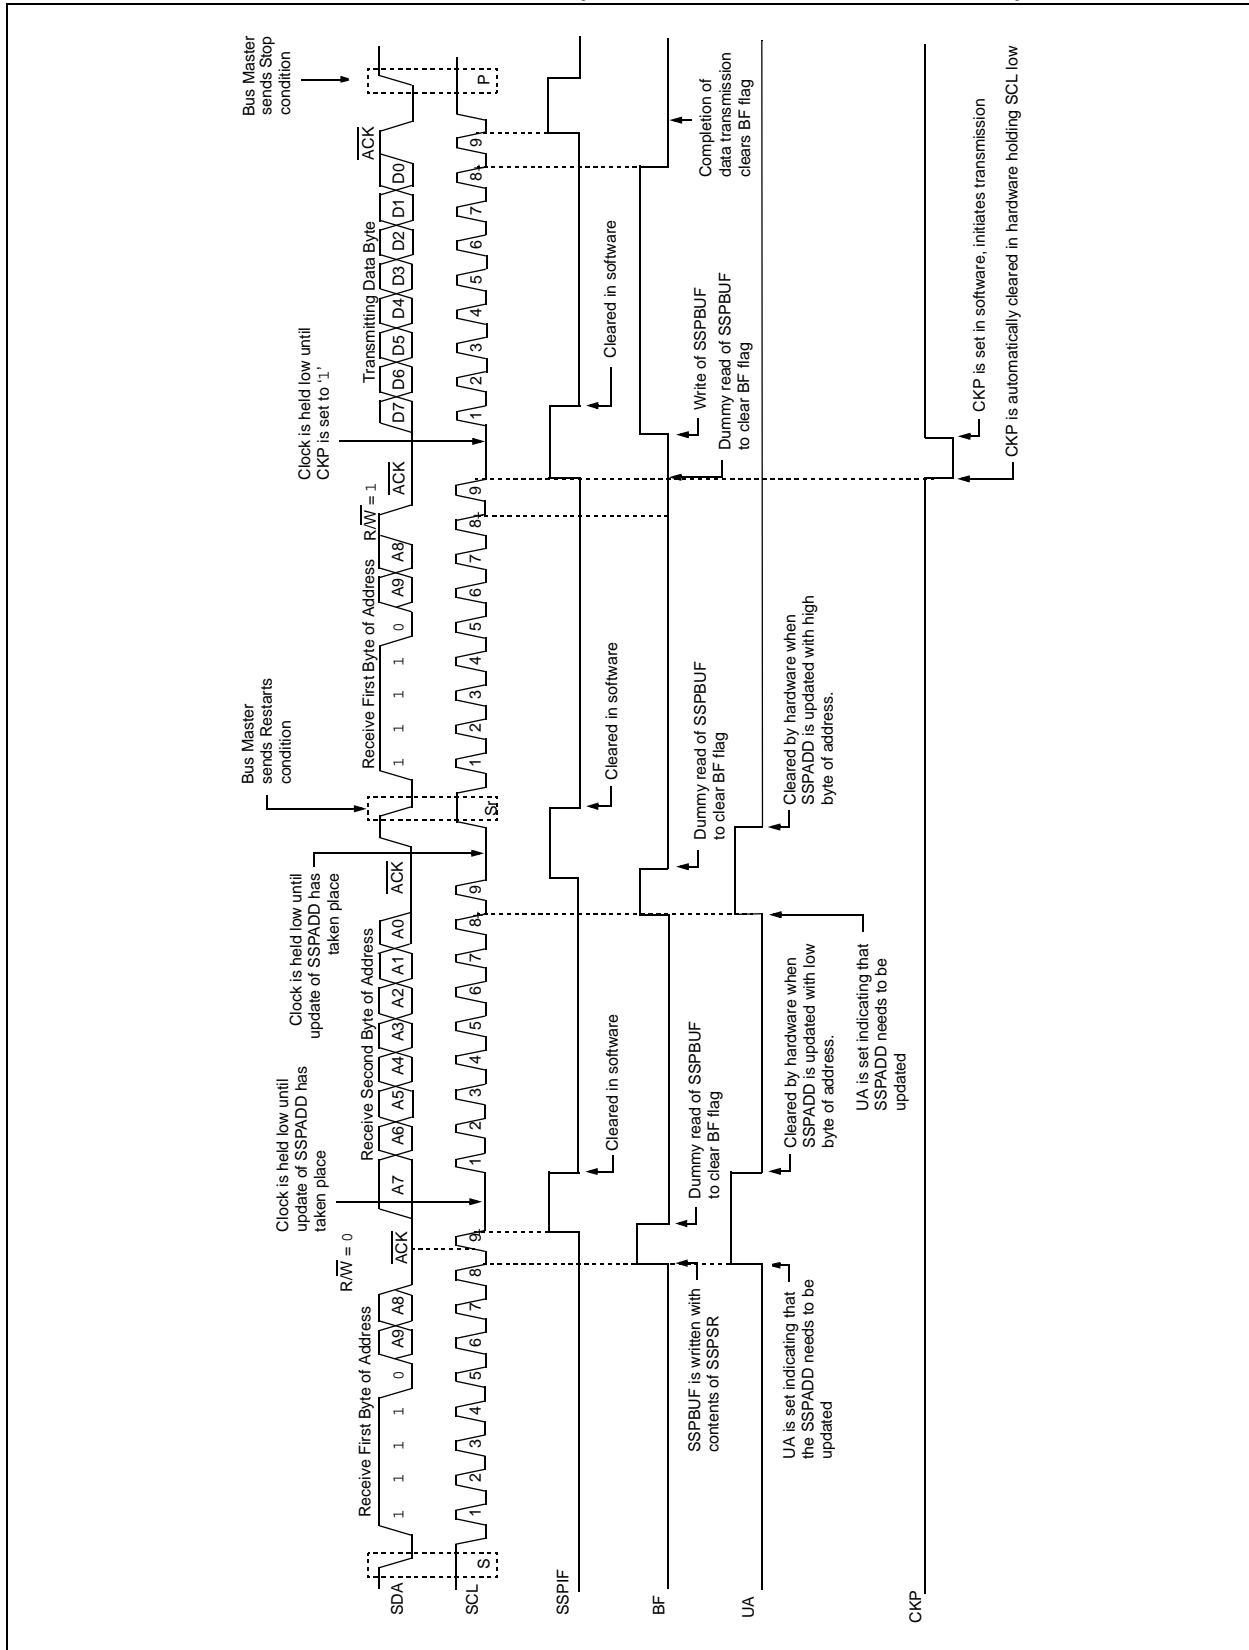 Bus Master
sends Stop
condition
Bus Master
sends Restarts
condition
Clock is held low until
update of SSPADD has
taken place
Clock is held low until
update of SSPADD has
taken place
Clock is held low until
CKP is set to ‘1’
R/W = 0
R/W = 1
Receive First Byte of Address
ACK
Receive Second Byte of Address
ACK
Receive First Byte of Address
ACK
Transmitting Data Byte
ACK
SDA
1 1 1 1 0 A9 A8
A7 A6 A5 A4 A3 A2 A1 A0
1 1 1 1 0 A9 A8
D7 D6 D5 D4 D3 D2 D1 D0
SCL
S
1 2 3 4 5 6 7 8 9
1 2 3 4 5 6 7 8 9
Sr
1 2 3 4 5 6 7 8 9
1 2 3 4 5 6 7 8 9
P
SSPIF
Cleared in software
Cleared in software
Cleared in software
BF
SSPBUF is written with
contents of SSPSR
Dummy read of SSPBUF
to clear BF flag
Dummy read of SSPBUF
to clear BF flag
Dummy read of SSPBUF
to clear BF flag
Write of SSPBUF
Completion of
data transmission
clears BF flag
UA
UA is set indicating that
the SSPADD needs to be
updated
Cleared by hardware when
SSPADD is updated with low
byte of address.
UA is set indicating that
SSPADD needs to be
updated
Cleared by hardware when
SSPADD is updated with high
byte of address.
CKP
CKP is set in software, initiates transmission
CKP is automatically cleared in hardware holding SCL low